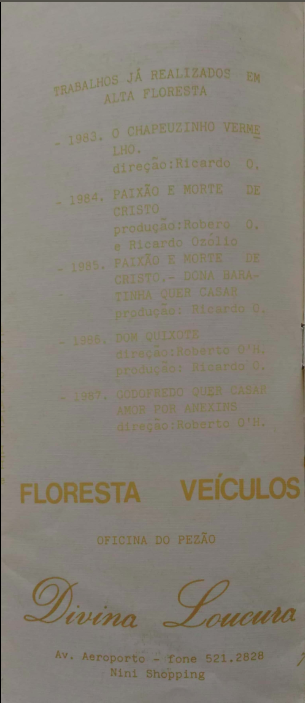 TRABALHOS JÁ REALIZADOS EM
ALTA FLORESTA
- 1983. O CHAPEUZINHO VERME
LHO.
direção:Ricardo O.
- 1984. PAIXÃO E MORTE DE
CRISTO
produção:Robero O.
e Ricardo Ozólio
- 1985. PAIXÃO E MORTE DE
CRISTO.- DONA BARA-
- TINHA QUER CASAR
produção: Ricardo O.
- 1986. DOM QUIXOTE
direção:Roberto O'H.
produção: Ricardo O.
- 1987. GODOFREDO QUER CASAR
AMOR POR ANEXINS
direção:Roberto O'H.
FLORESTA VEÍCULOS
OFICINA DO PEZÃO
Divina Loucura
Av. Aeroporto - fone 521.2828
Nini Shopping